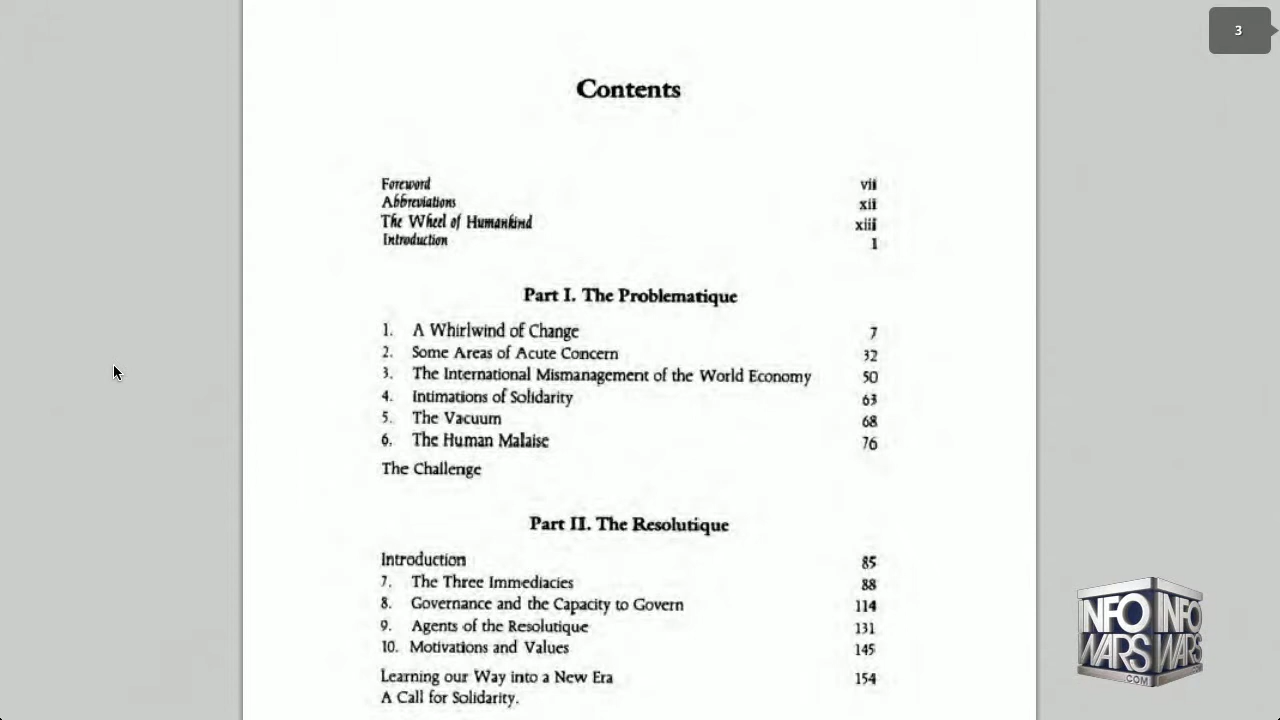 3
Contents
Foreword vii
Abbreviations xii
The Wheel of Humankind xiii
Introduction 1
Part I. The Problematique
1. A Whirlwind of Change 7
2. Some Areas of Acute Concern 32
3. The International Mismanagement of the World Economy 50
4. Intimations of Solidarity 63
5. The Vacuum 68
6. The Human Malaise 76
The Challenge
Part II. The Resolutique
Introduction 85
7. The Three Immediacies 88
8. Governance and the Capacity to Govern 114
9. Agents of the Resolutique 131
10. Motivations and Values 145
Learning our Way into a New Era 154
A Call for Solidarity.
INFO INFO
WARS WARS
.COM